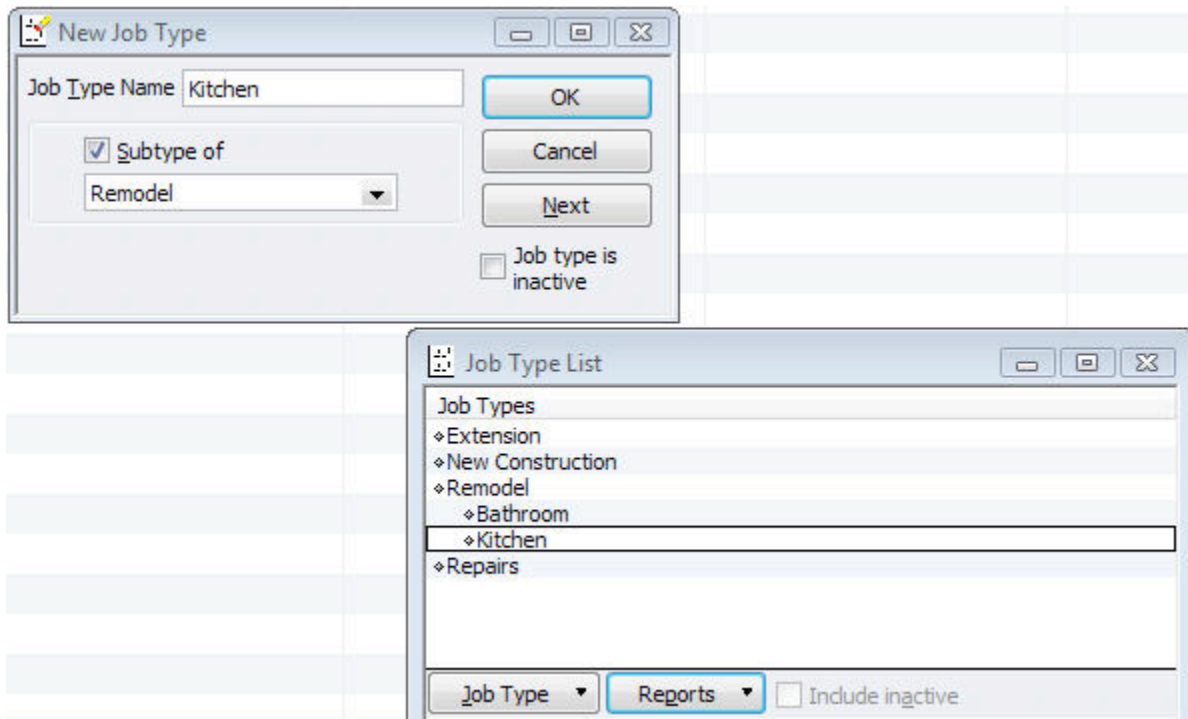 New Job Type
Job Type Name Kitchen
OK
Subtype of
Cancel
Remodel
Next
Job type is
inactive
Job Type List
Job Types
Extension
New Construction
Remodel
Bathroom
Kitchen
Repairs
Job Type Reports Include inactive